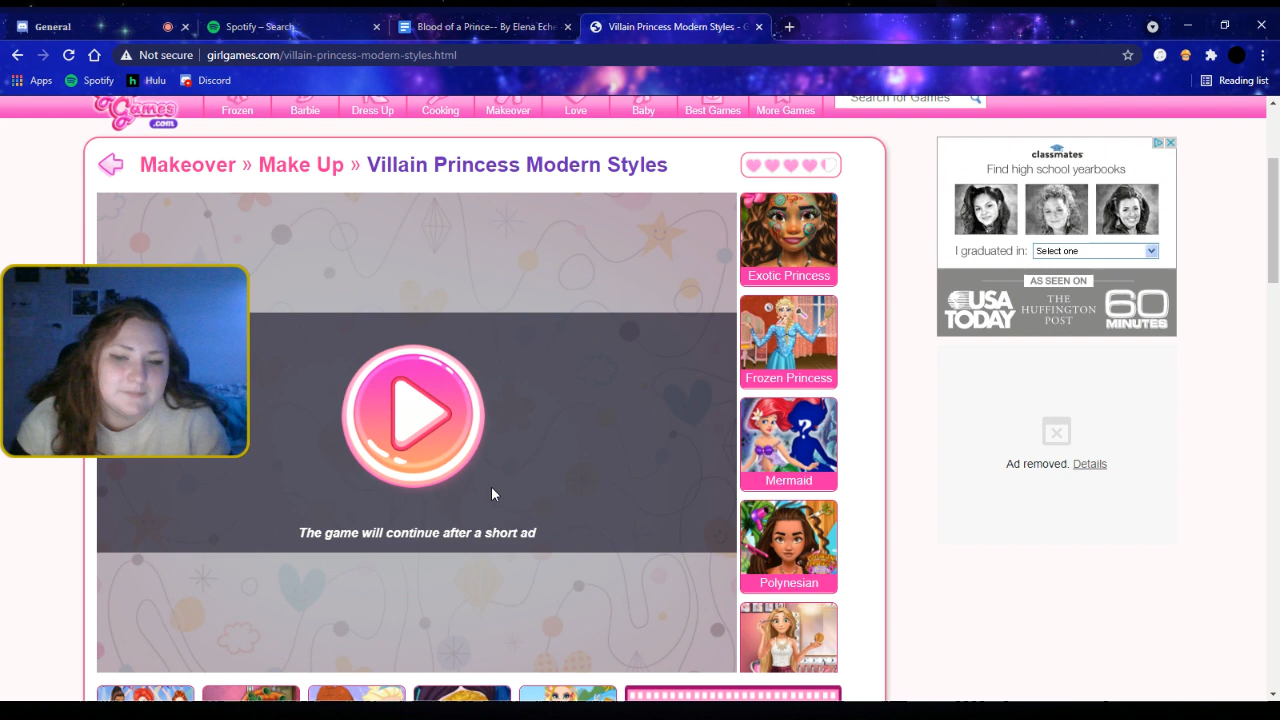 General
Spotify – Search
Blood of a Prince-- By Elena Eche
Villain Princess Modern Styles - G
Not secure
girlgames.com/villain-princess-modern-styles.html
Apps
Spotify
Hulu
Discord
Reading list
Games
.com
Frozen
Barbie
Dress Up
Cooking
Makeover
Love
Baby
Best Games
More Games
Search for Games
Makeover » Make Up » Villain Princess Modern Styles
The game will continue after a short ad
Exotic Princess
Frozen Princess
Mermaid
Polynesian
classmates
Find high school yearbooks
I graduated in:
Select one
AS SEEN ON
USA TODAY
THE HUFFINGTON POST
60 MINUTES
Ad removed. Details